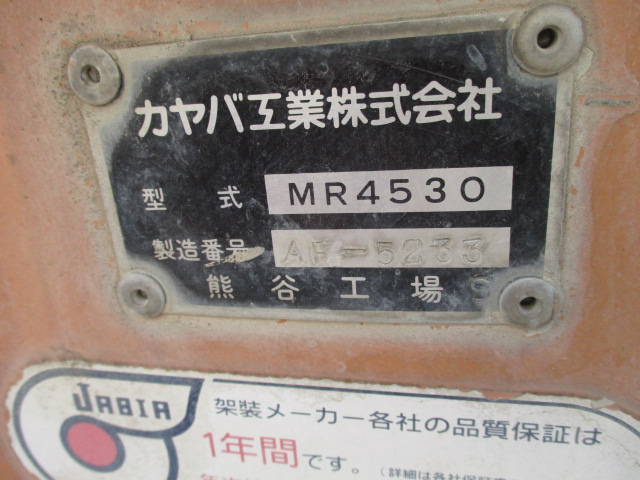 カヤバ工業株式会社
型式 MR4530
製造番号 AF-5233
熊谷工場
JABIA
架装メーカー各社の品質保証は
1年間です。